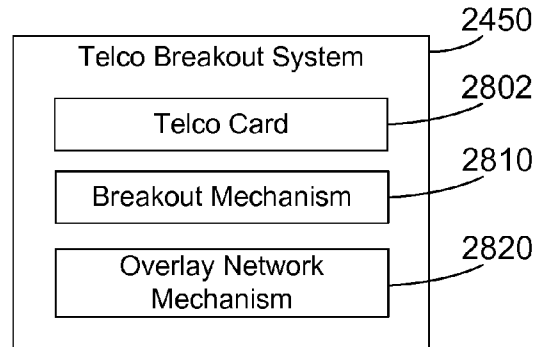 2450
Telco Breakout System
2802
Telco Card
2810
Breakout Mechanism
2820
Overlay Network
Mechanism